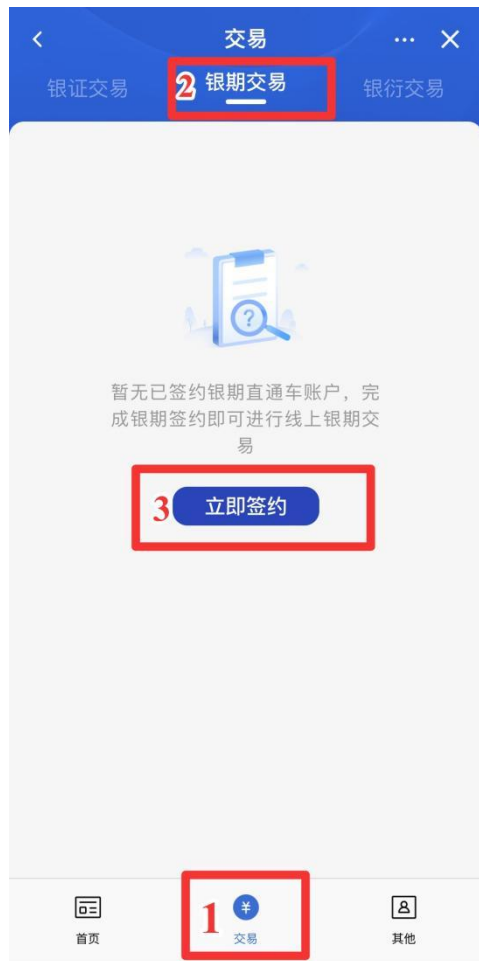 交易
银证交易
2 银期交易
银衍交易
?
暂无已签约银期直通车账户，完
成银期签约即可进行线上银期交
易
3 立即签约
1 ¥
首页
交易
其他